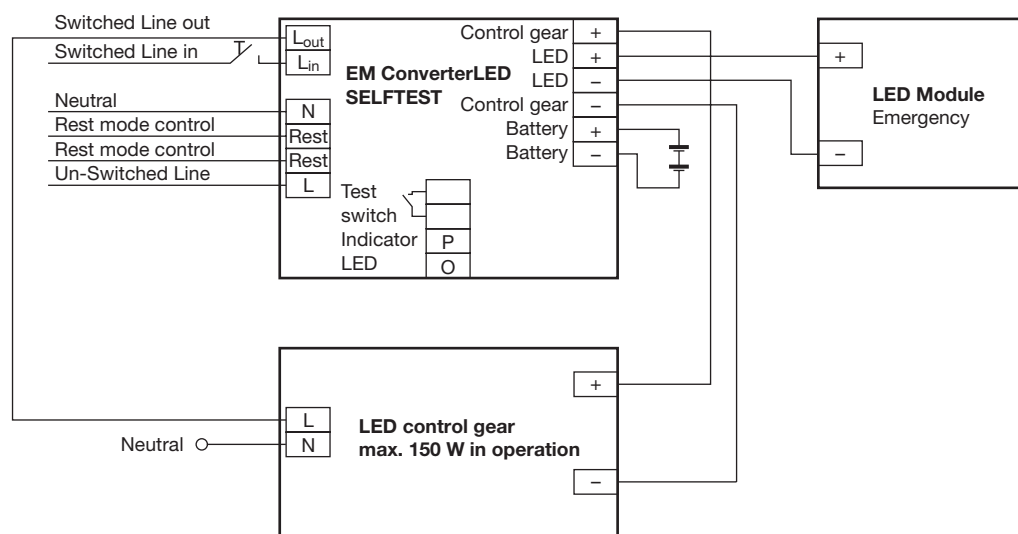 Switched Line out
Switched Line in
Neutral
Rest mode control
Rest mode control
Un-Switched Line
Lout
Lin
N
Rest
Rest
L
EM ConverterLED
SELFTEST
Control gear +
LED +
LED –
Control gear –
Battery +
Battery –
Test
switch
Indicator P
LED O
+
–
LED Module
Emergency
L
N
Neutral
LED control gear
max. 150 W in operation
+
–